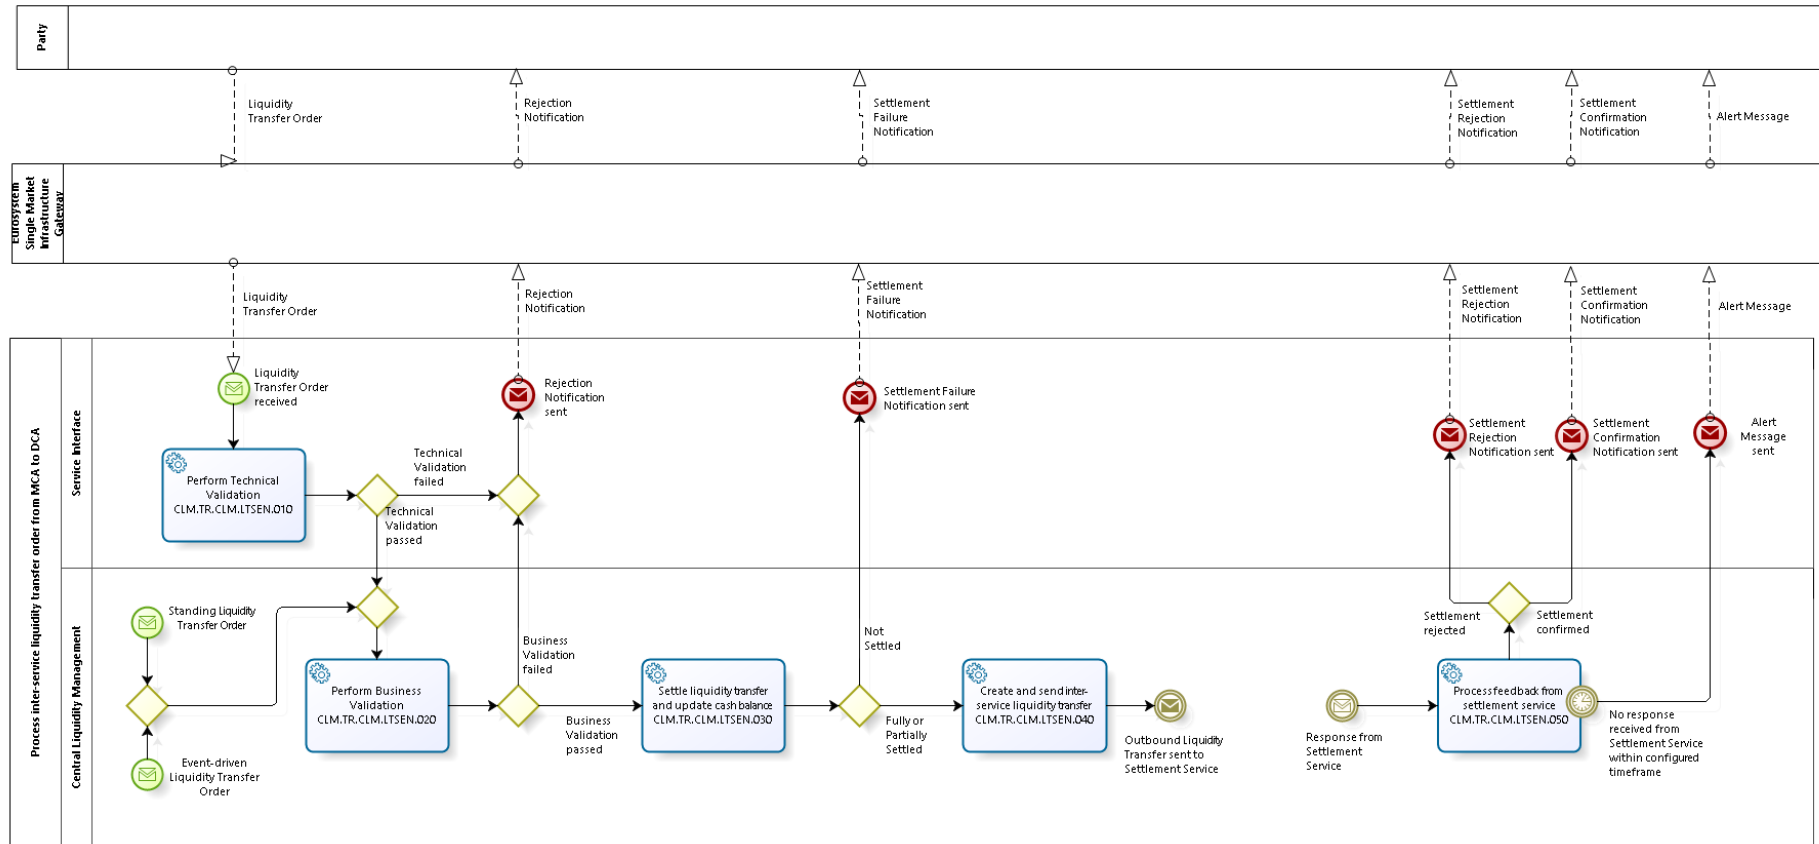 Party
Liquidity
Transfer Order
Rejection
Notification
Settlement
Failure
Notification
Settlement
Rejection
Notification
Settlement
Confirmation
Notification
Alert Message
Eurosystem
Single Market
Infrastructure
Gateway
Liquidity
Transfer Order
Rejection
Notification
Settlement
Failure
Notification
Settlement
Rejection
Notification
Settlement
Confirmation
Notification
Alert Message
Process inter-service liquidity transfer order from MCA to DCA
Service Interface
Liquidity
Transfer Order
received
Rejection
Notification
sent
Settlement Failure
Notification sent
Settlement
Rejection
Notification sent
Settlement
Confirmation
Notification sent
Alert
Message
sent
Perform Technical
Validation
CLM.TR.CLM.LTSEN.010
Technical
Validation
failed
Technical
Validation
passed
Central Liquidity Management
Standing Liquidity
Transfer Order
Event-driven
Liquidity Transfer
Order
Perform Business
Validation
CLM.TR.CLM.LTSEN.020
Business
Validation
failed
Business
Validation
passed
Settle liquidity transfer
and update cash balance
CLM.TR.CLM.LTSEN.030
Not
Settled
Fully or
Partially
Settled
Create and send inter-
service liquidity transfer
CLM.TR.CLM.LTSEN.040
Outbound Liquidity
Transfer sent to
Settlement Service
Response from
Settlement
Service
Process feedback from
settlement service
CLM.TR.CLM.LTSEN.050
Settlement
rejected
Settlement
confirmed
No response
received from
Settlement Service
within configured
timeframe